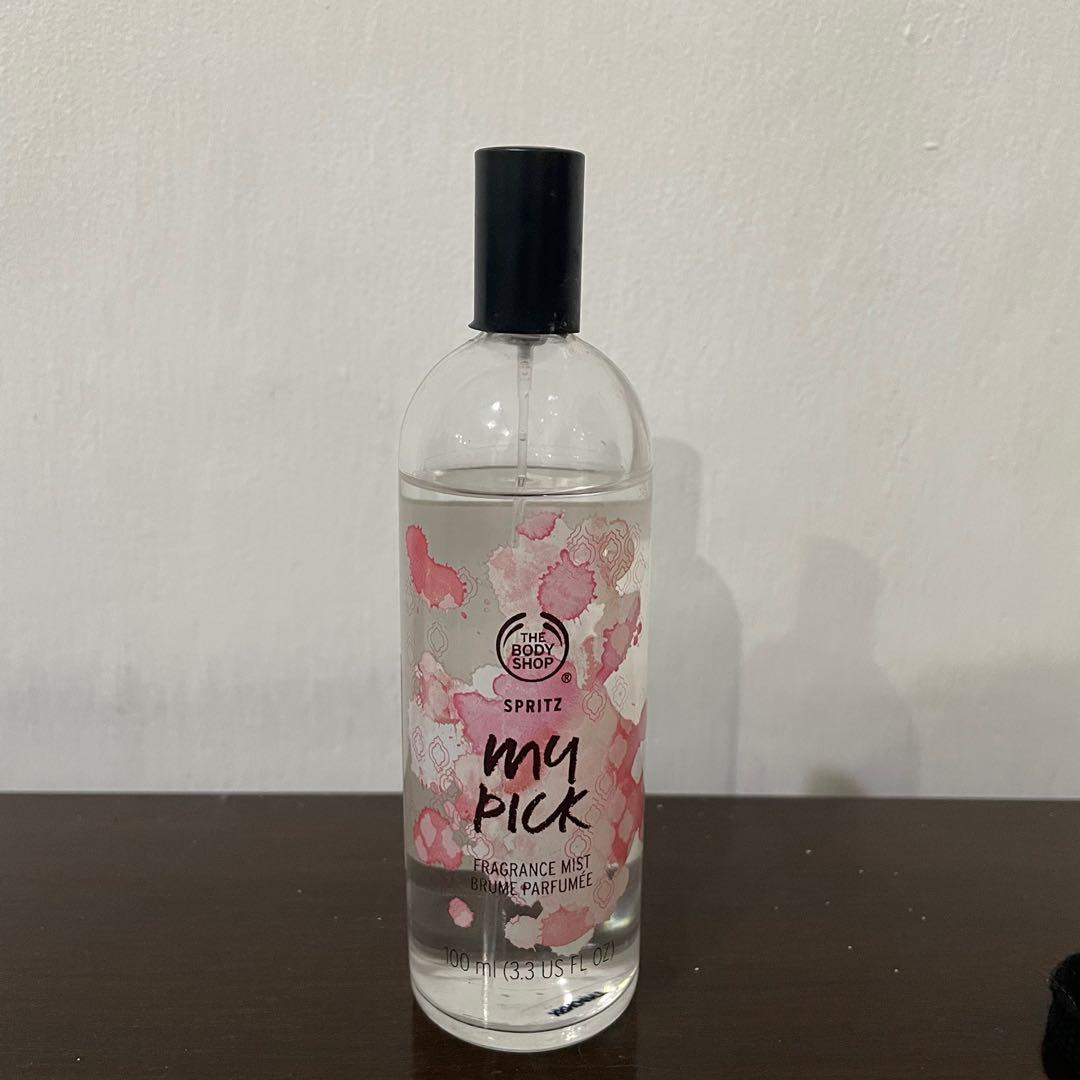 THE
BODY
SHOP
®
SPRITZ
my
PICK
FRAGRANCE MIST
BRUME PARFUMÉE
100 ml (3.3 US FL OZ)